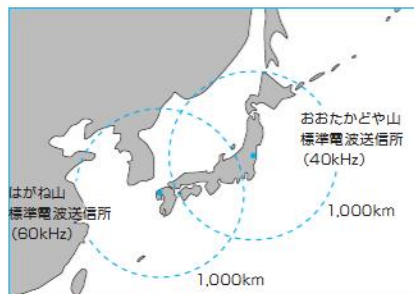 おおたかどや山
標準電波送信所
（40kHz）
1,000km
はがね山
標準電波送信所
（60kHz）
1,000km